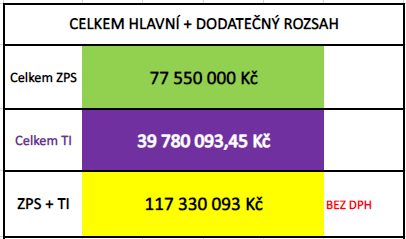 CELKEM HLAVNÍ + DODATEČNÝ ROZSAH
Celkem ZPS 77 550 000 Kč
Celkem TI 39 780 093,45 Kč
ZPS + TI 117 330 093 Kč BEZ DPH